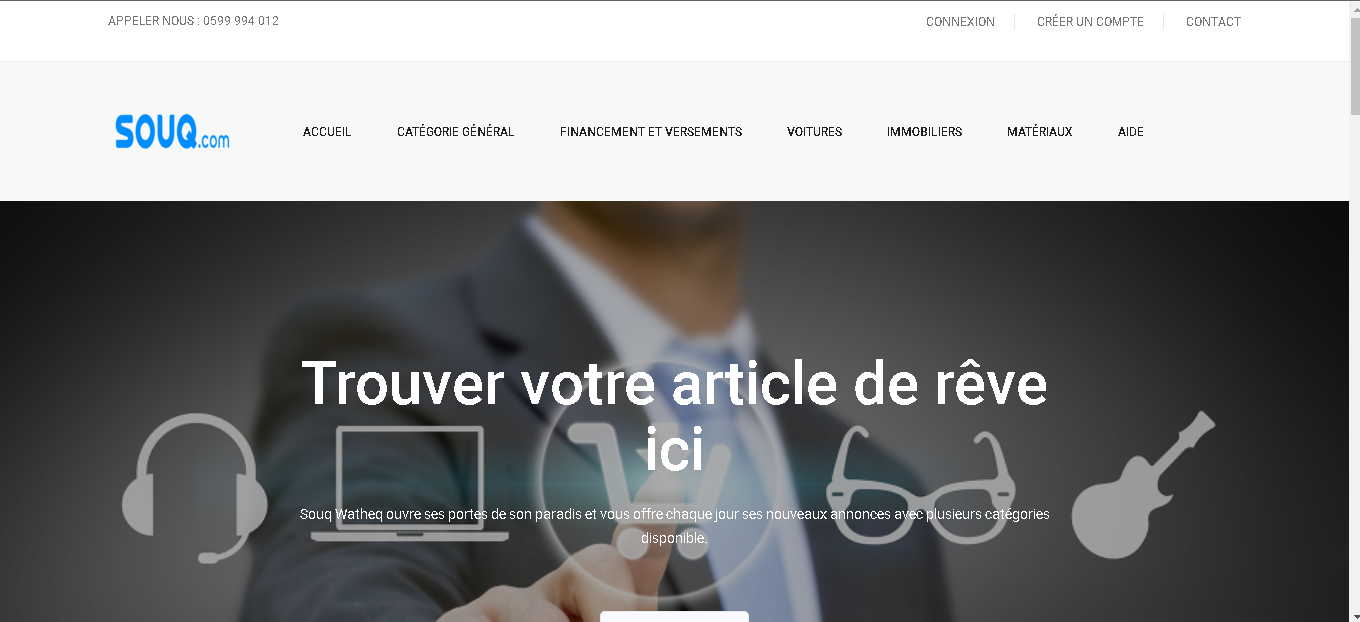 APPELER NOUS : 0599 994 012
CONNEXION
CRÉER UN COMPTE
CONTACT
SOUQ.com
ACCUEIL
CATÉGORIE GÉNÉRAL
FINANCEMENT ET VERSEMENTS
VOITURES
IMMOBILIERS
MATÉRIAUX
AIDE
Trouver votre article de rêve
ici
Souq Watheq ouvre ses portes de son paradis et vous offre chaque jour ses nouveaux annonces avec plusieurs catégories
disponible.